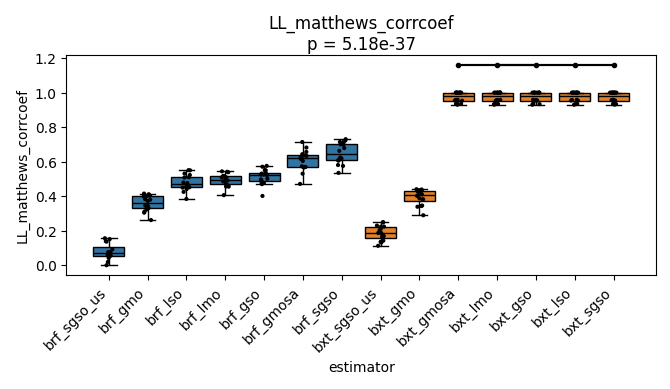 LL_matthews_corrcoef
p = 5.18e-37
LL_matthews_corrcoef
1.2
1.0
0.8
0.6
0.4
0.2
0.0
brf_sgso_us
brf_gmo
brf_lso
brf_lmo
brf_gso
brf_gmosa
brf_sgso
bxt_sgso_us
bxt_gmo
bxt_gmosa
bxt_lmo
bxt_gso
bxt_lso
bxt_sgso
estimator